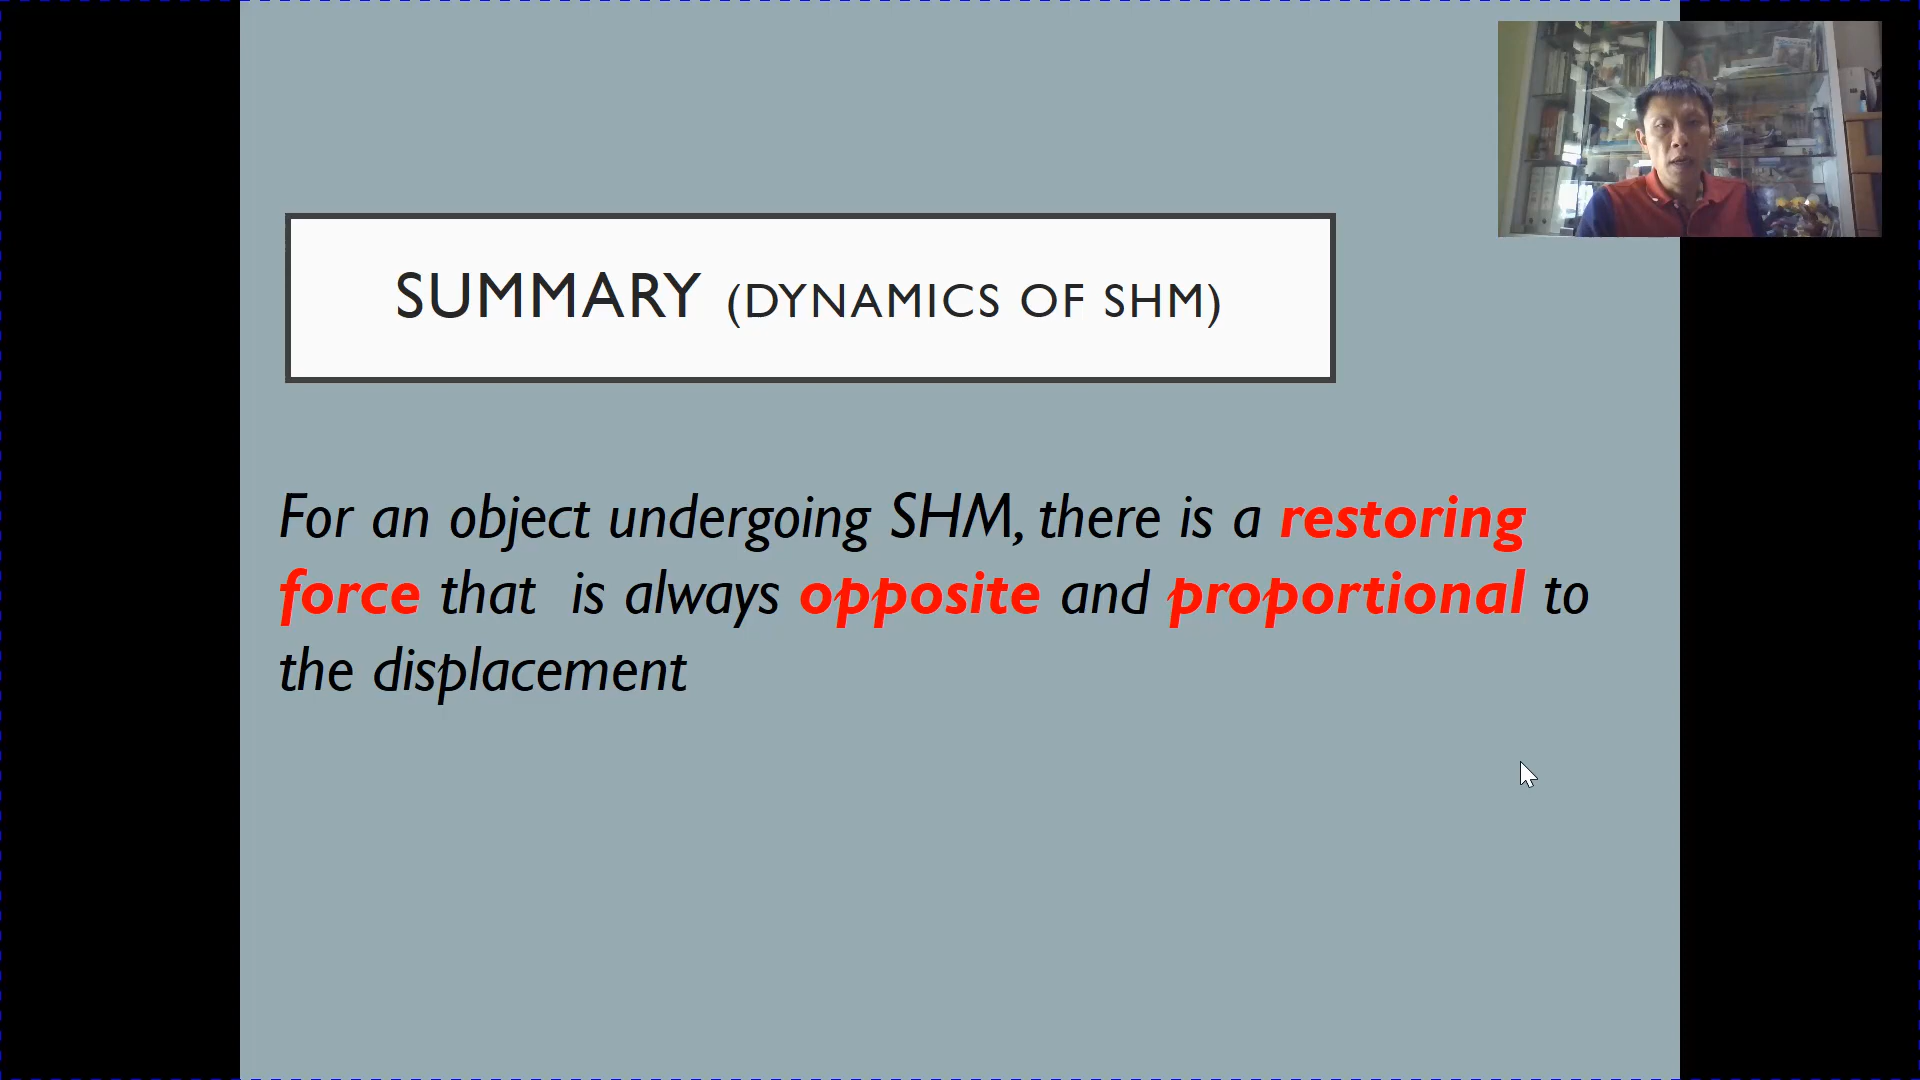 SUMMARY (DYNAMICS OF SHM)
For an object undergoing SHM, there is a restoring
force that  is always opposite and proportional to
the displacement